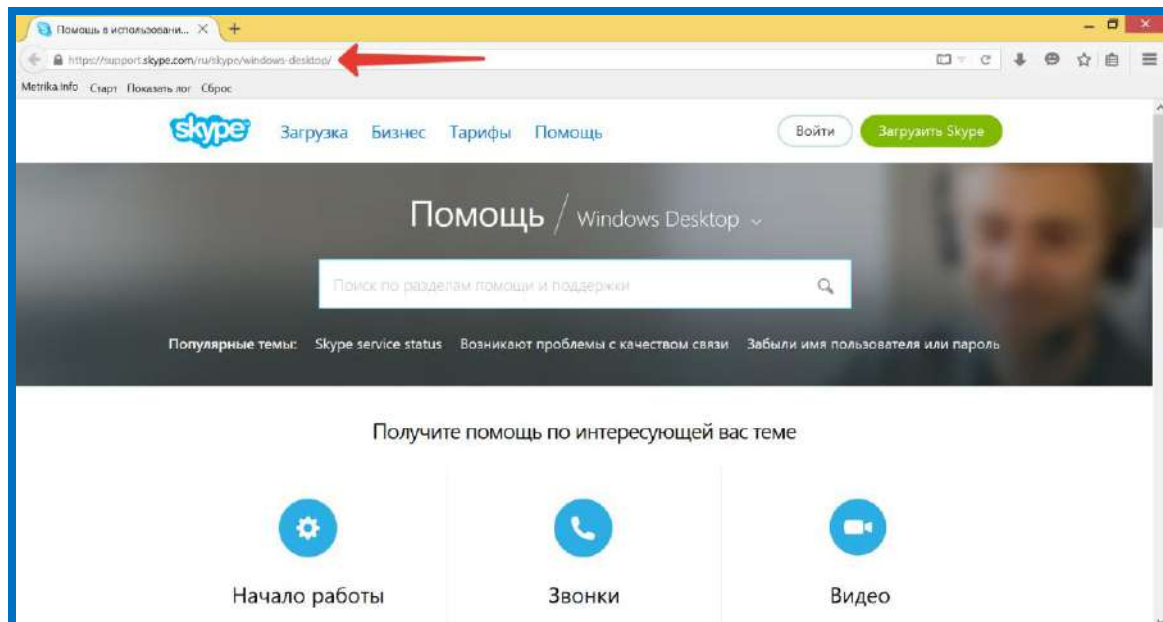 Помощь в использовани...
https://support.skype.com/ru/skype/windows-desktop/
Metrika.Info Старт Показать лог Сброс
skype Загрузка Бизнес Тарифы Помощь Войти Загрузить Skype
Помощь / Windows Desktop
Поиск по разделам помощи и поддержки
Популярные темы: Skype service status Возникают проблемы с качеством связи Забыли имя пользователя или пароль
Получите помощь по интересующей вас теме
Начало работы Звонки Видео